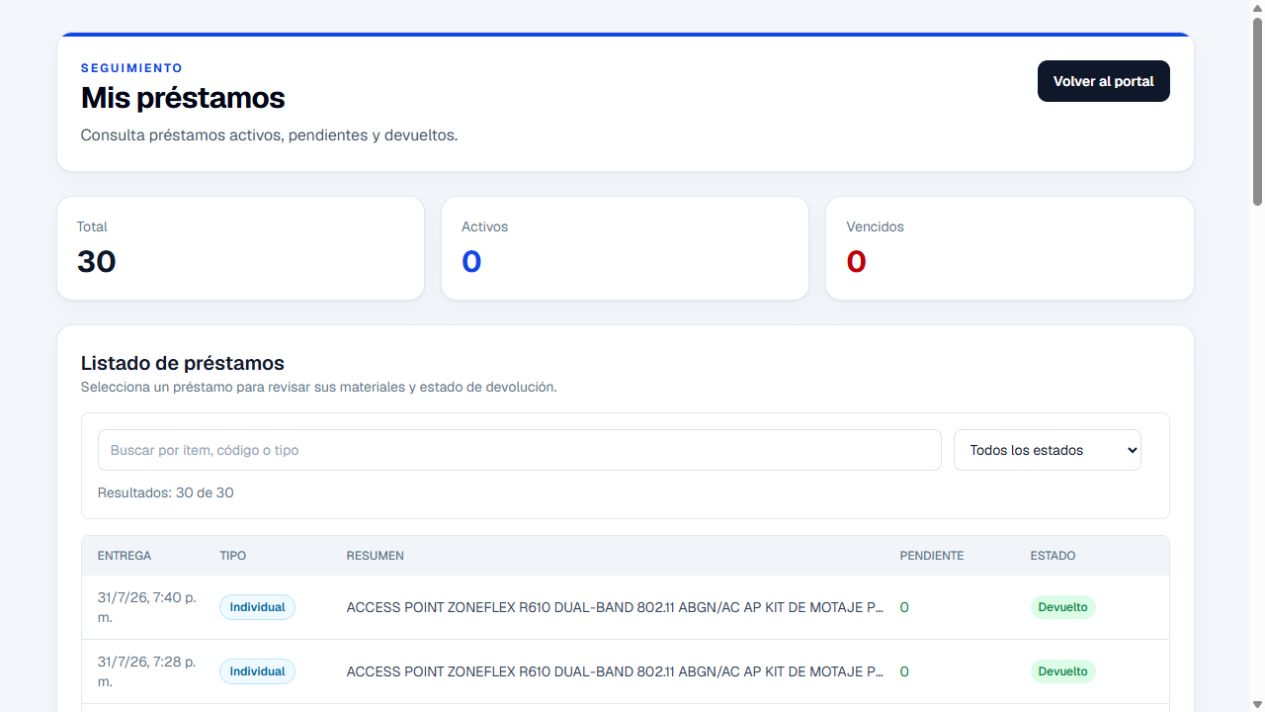 SEGUIMIENTO
Mis préstamos
Volver al portal
Consulta préstamos activos, pendientes y devueltos.
Total
30
Activos
0
Vencidos
0
Listado de préstamos
Selecciona un préstamo para revisar sus materiales y estado de devolución.
Buscar por ítem, código o tipo
Todos los estados
Resultados: 30 de 30
ENTREGA TIPO RESUMEN PENDIENTE ESTADO
31/7/26, 7:40 p. m.
Individual
ACCESS POINT ZONEFLEX R610 DUAL-BAND 802.11 ABGN/AC AP KIT DE MOTAJE P...
0
Devuelto
31/7/26, 7:28 p. m.
Individual
ACCESS POINT ZONEFLEX R610 DUAL-BAND 802.11 ABGN/AC AP KIT DE MOTAJE P...
0
Devuelto